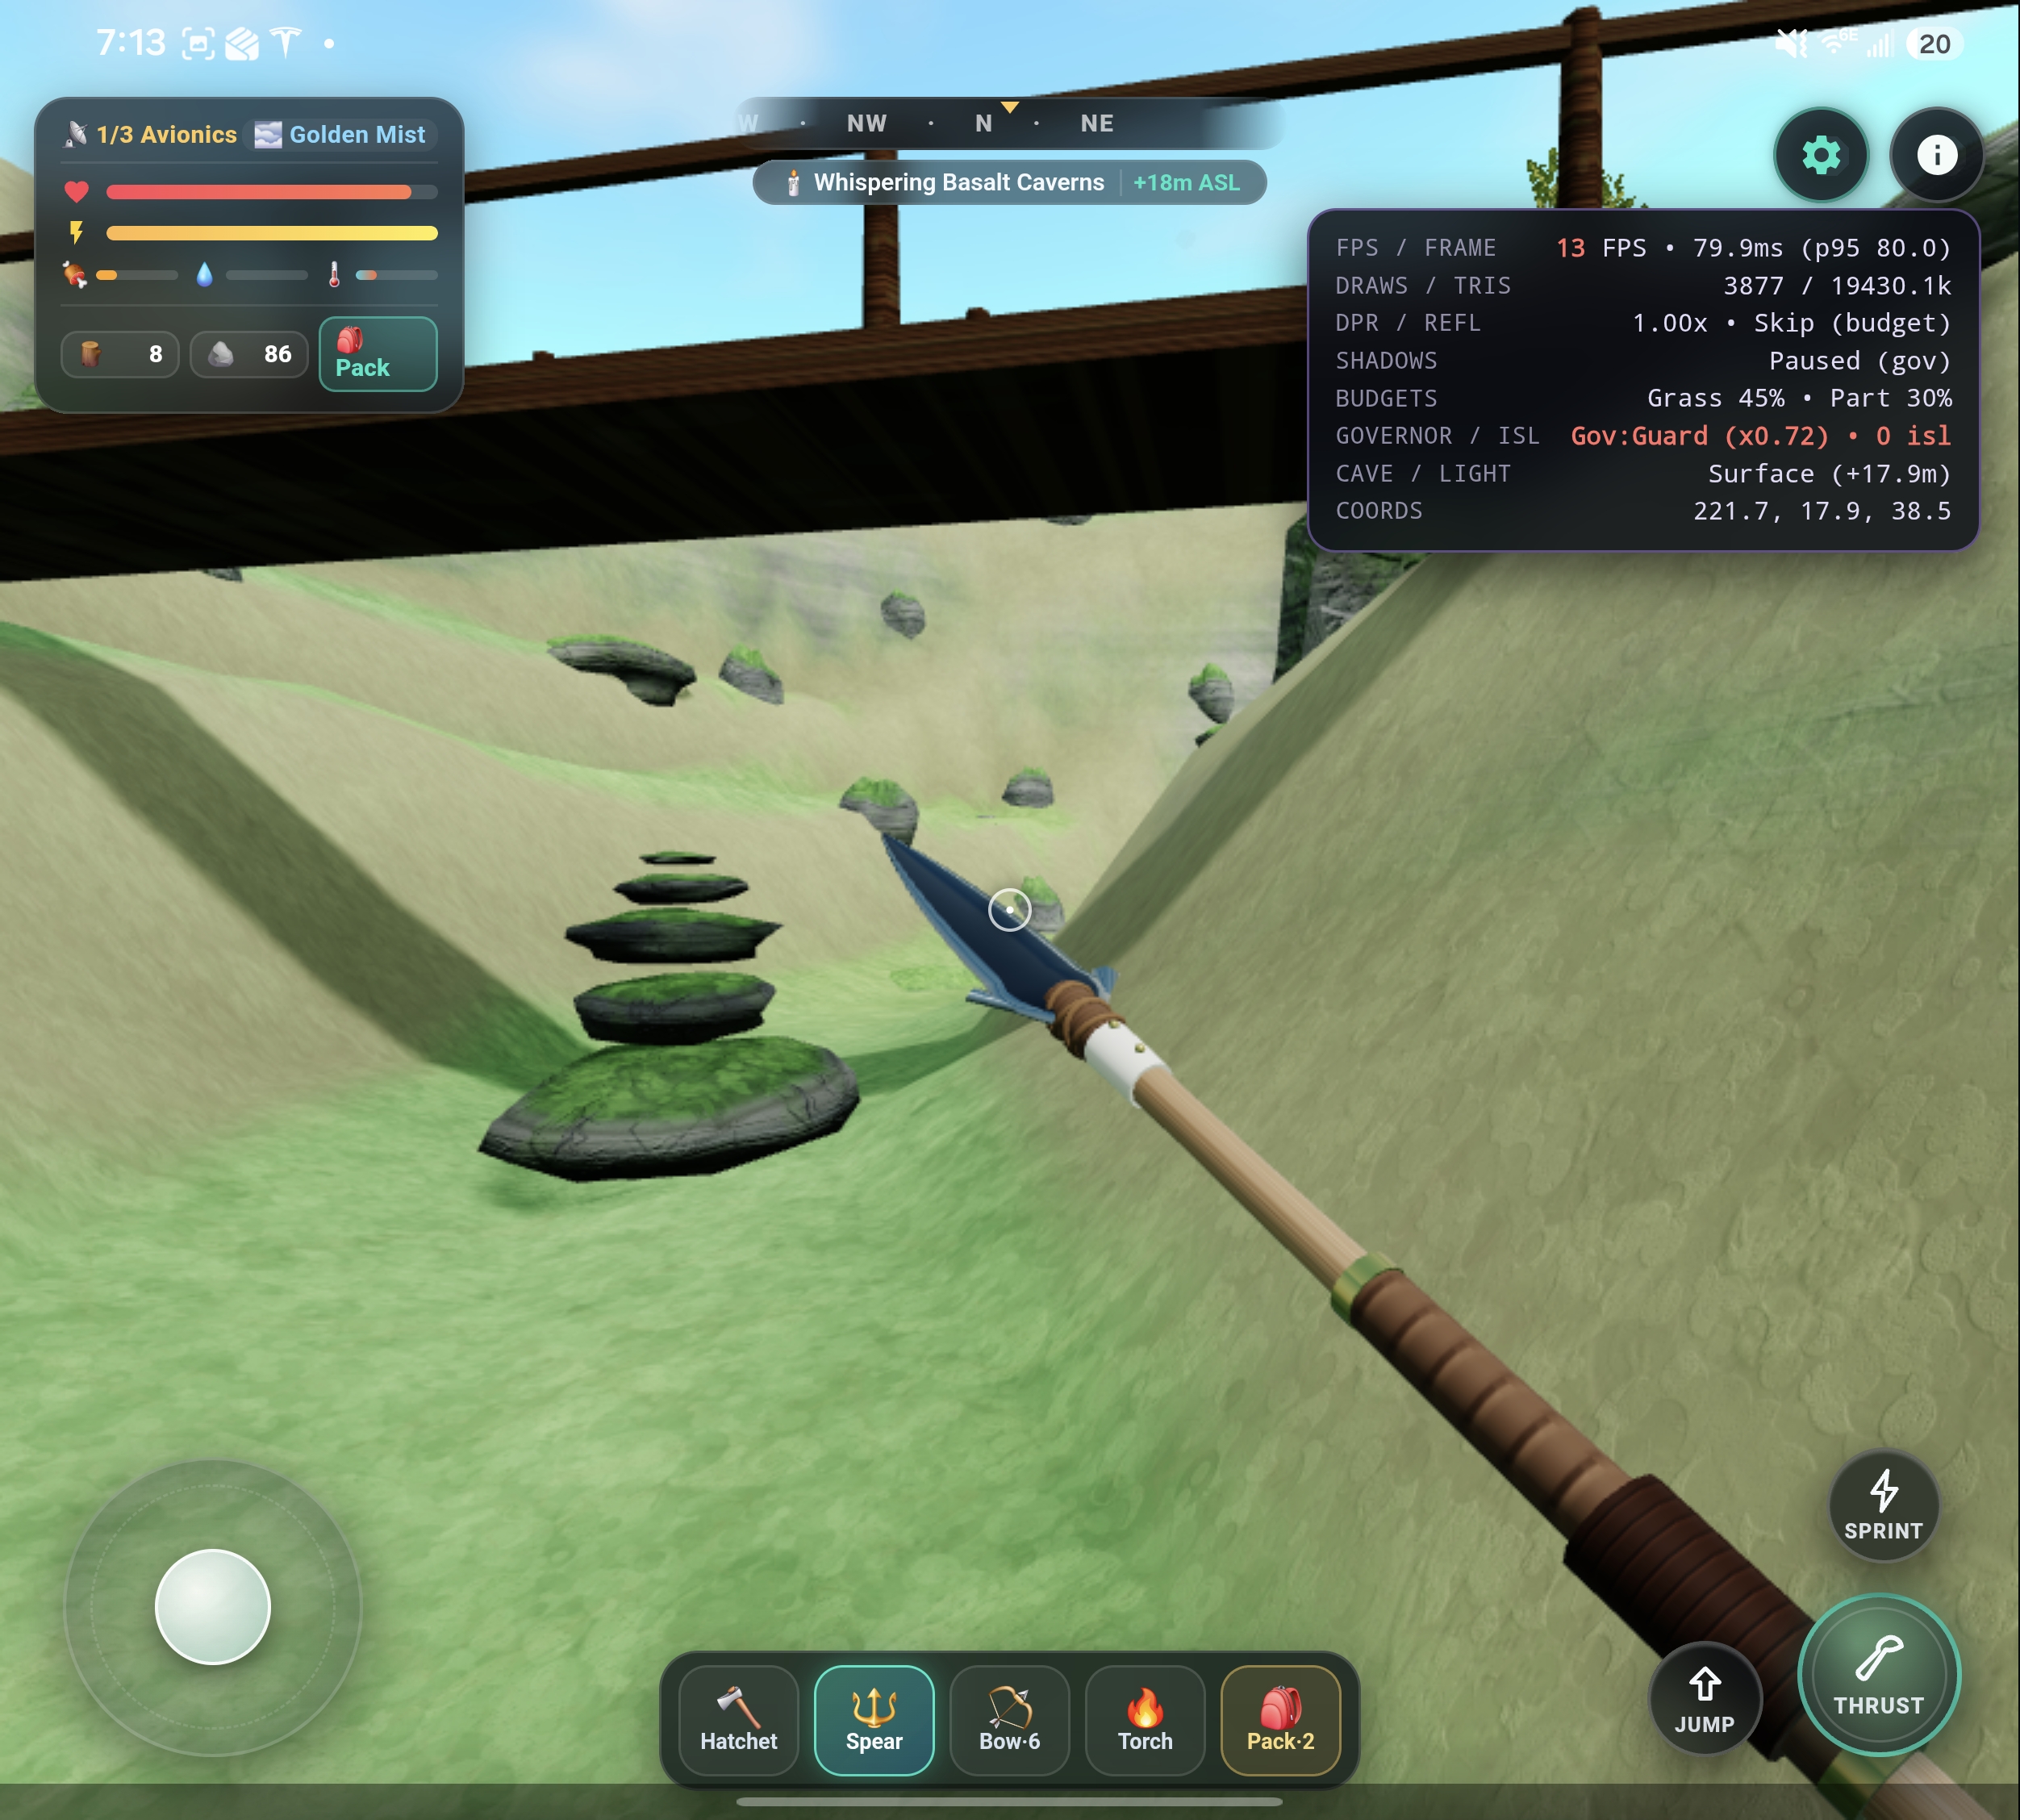 7:13
6E
20
1/3 Avionics
Golden Mist
8
86
Pack
W · NW · N · NE
Whispering Basalt Caverns | +18m ASL
FPS / FRAME 13 FPS • 79.9ms (p95 80.0)
DRAWS / TRIS 3877 / 19430.1k
DPR / REFL 1.00x • Skip (budget)
SHADOWS Paused (gov)
BUDGETS Grass 45% • Part 30%
GOVERNOR / ISL Gov:Guard (x0.72) • 0 isl
CAVE / LIGHT Surface (+17.9m)
COORDS 221.7, 17.9, 38.5
SPRINT
THRUST
JUMP
Hatchet
Spear
Bow·6
Torch
Pack·2